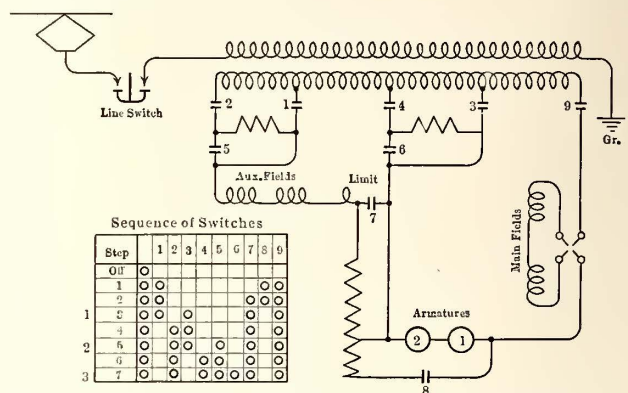 Line Switch
2 1 4 3 9
Gr.
5 6
Aux.Fields Limit
7
Main Fields
Sequence of Switches
Step 1 2 3 4 5 6 7 8 9
Off
1
2
1 3
4
2 5
6
3 7
Armatures
2 1
8